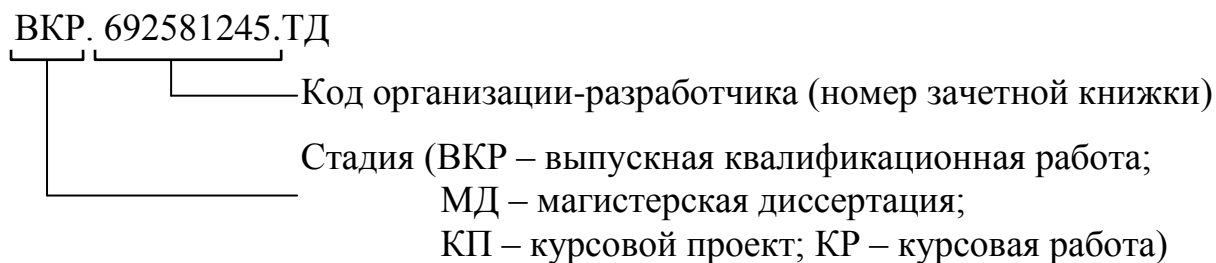 ВКР. 692581245.ТД
Код организации-разработчика (номер зачетной книжки)
Стадия (ВКР – выпускная квалификационная работа;
МД – магистерская диссертация;
КП – курсовой проект; КР – курсовая работа)